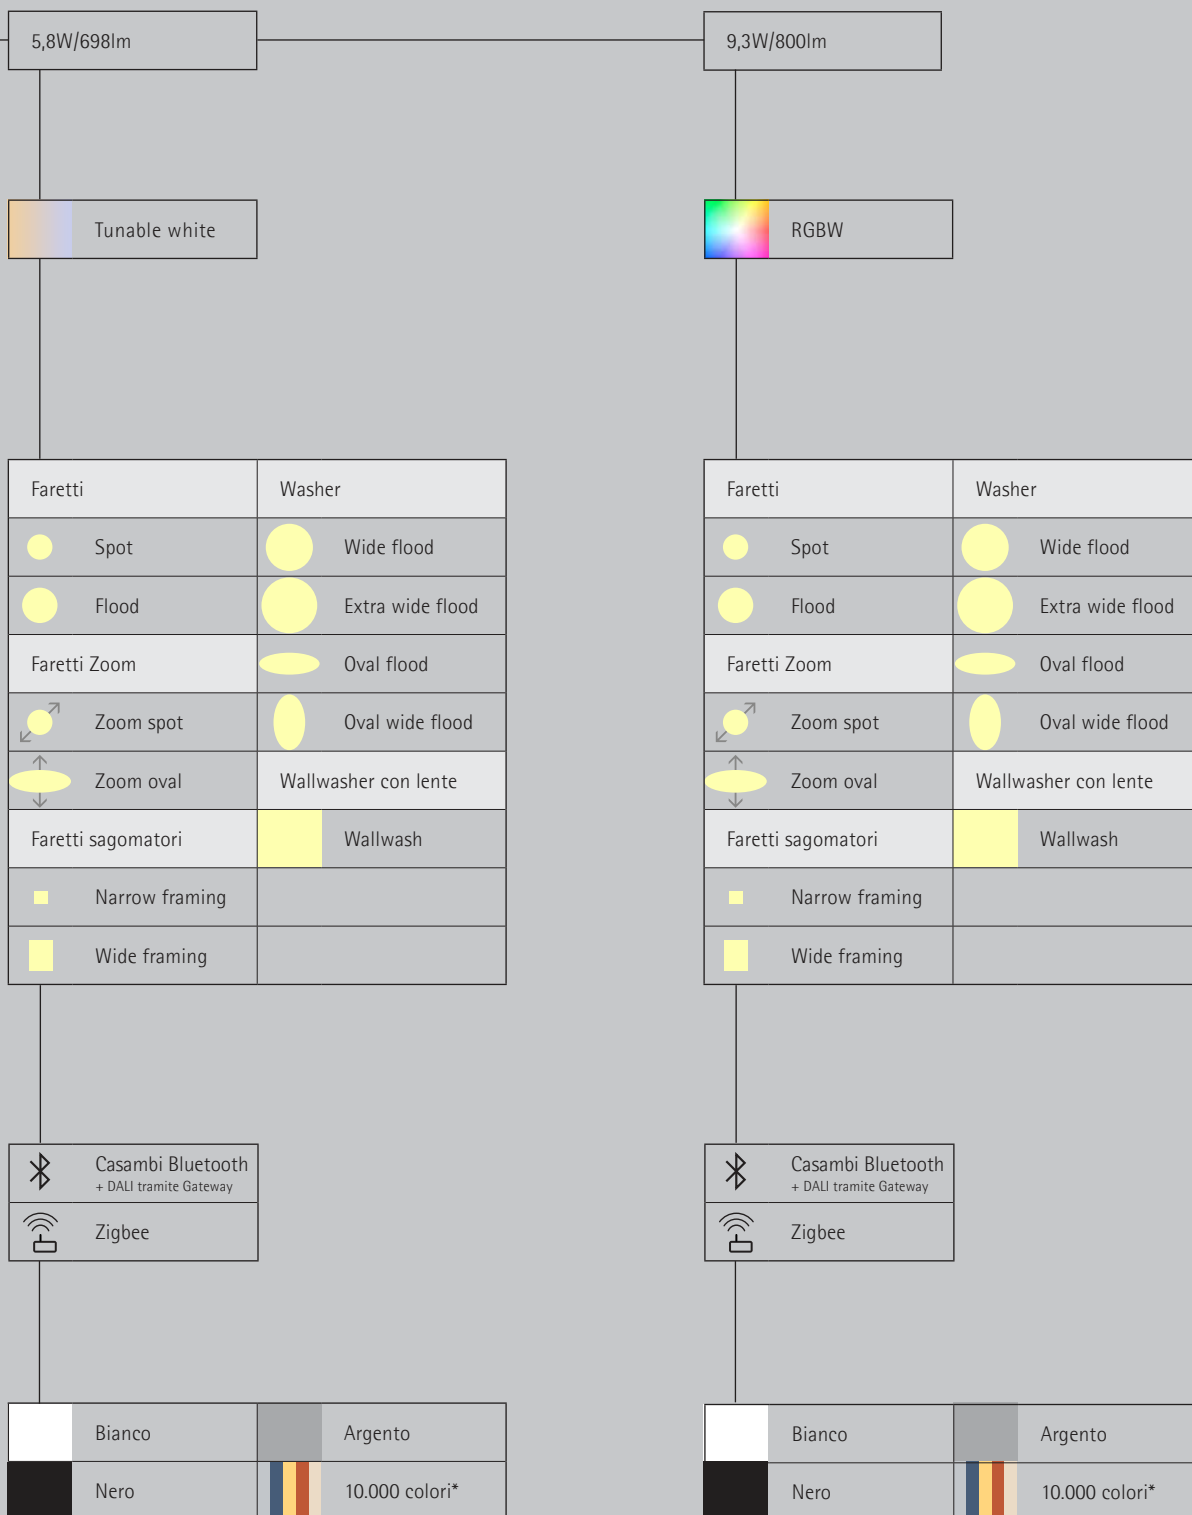 5,8W/698lm
9,3W/800lm
Tunable white
RGBW
Faretti
Washer
Spot
Wide flood
Flood
Extra wide flood
Faretti Zoom
Oval flood
Zoom spot
Oval wide flood
Zoom oval
Wallwasher con lente
Faretti sagomatori
Wallwash
Narrow framing
Wide framing
Faretti
Washer
Spot
Wide flood
Flood
Extra wide flood
Faretti Zoom
Oval flood
Zoom spot
Oval wide flood
Zoom oval
Wallwasher con lente
Faretti sagomatori
Wallwash
Narrow framing
Wide framing
Casambi Bluetooth
+ DALI tramite Gateway
Zigbee
Casambi Bluetooth
+ DALI tramite Gateway
Zigbee
Bianco
Argento
Nero
10.000 colori*
Bianco
Argento
Nero
10.000 colori*